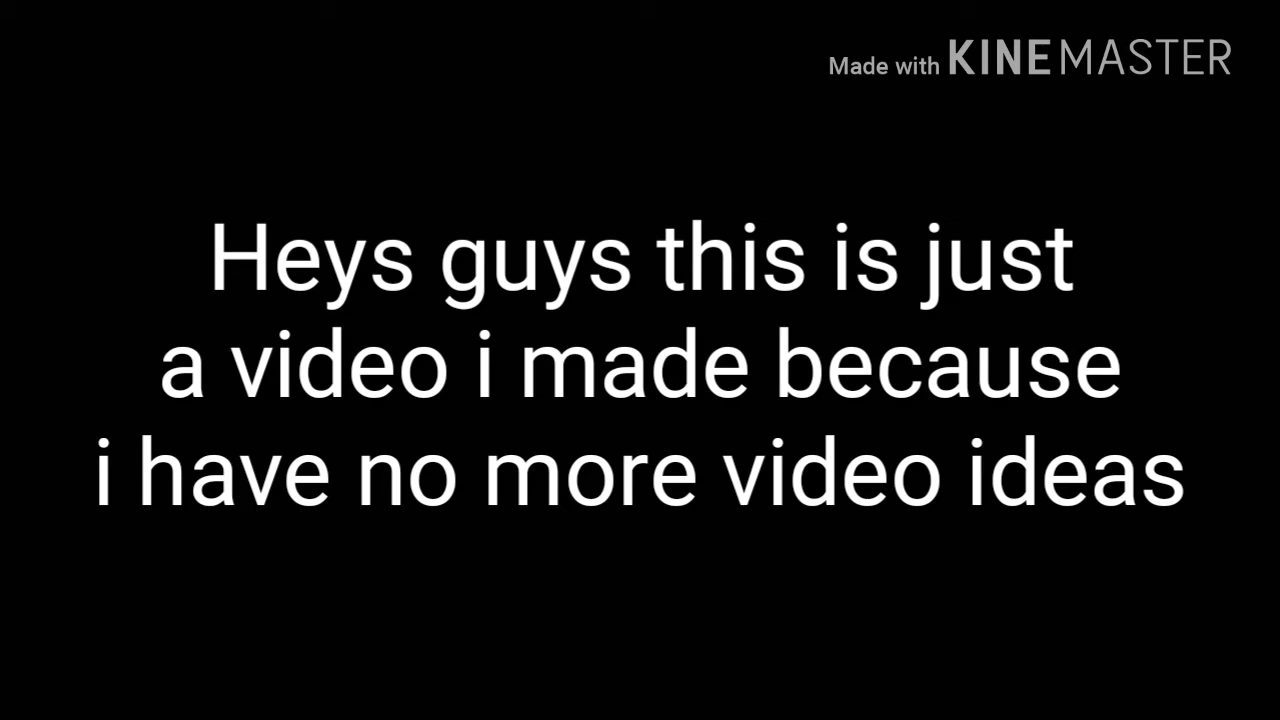 Made with KINEMASTER
Heys guys this is just
a video i made because
i have no more video ideas